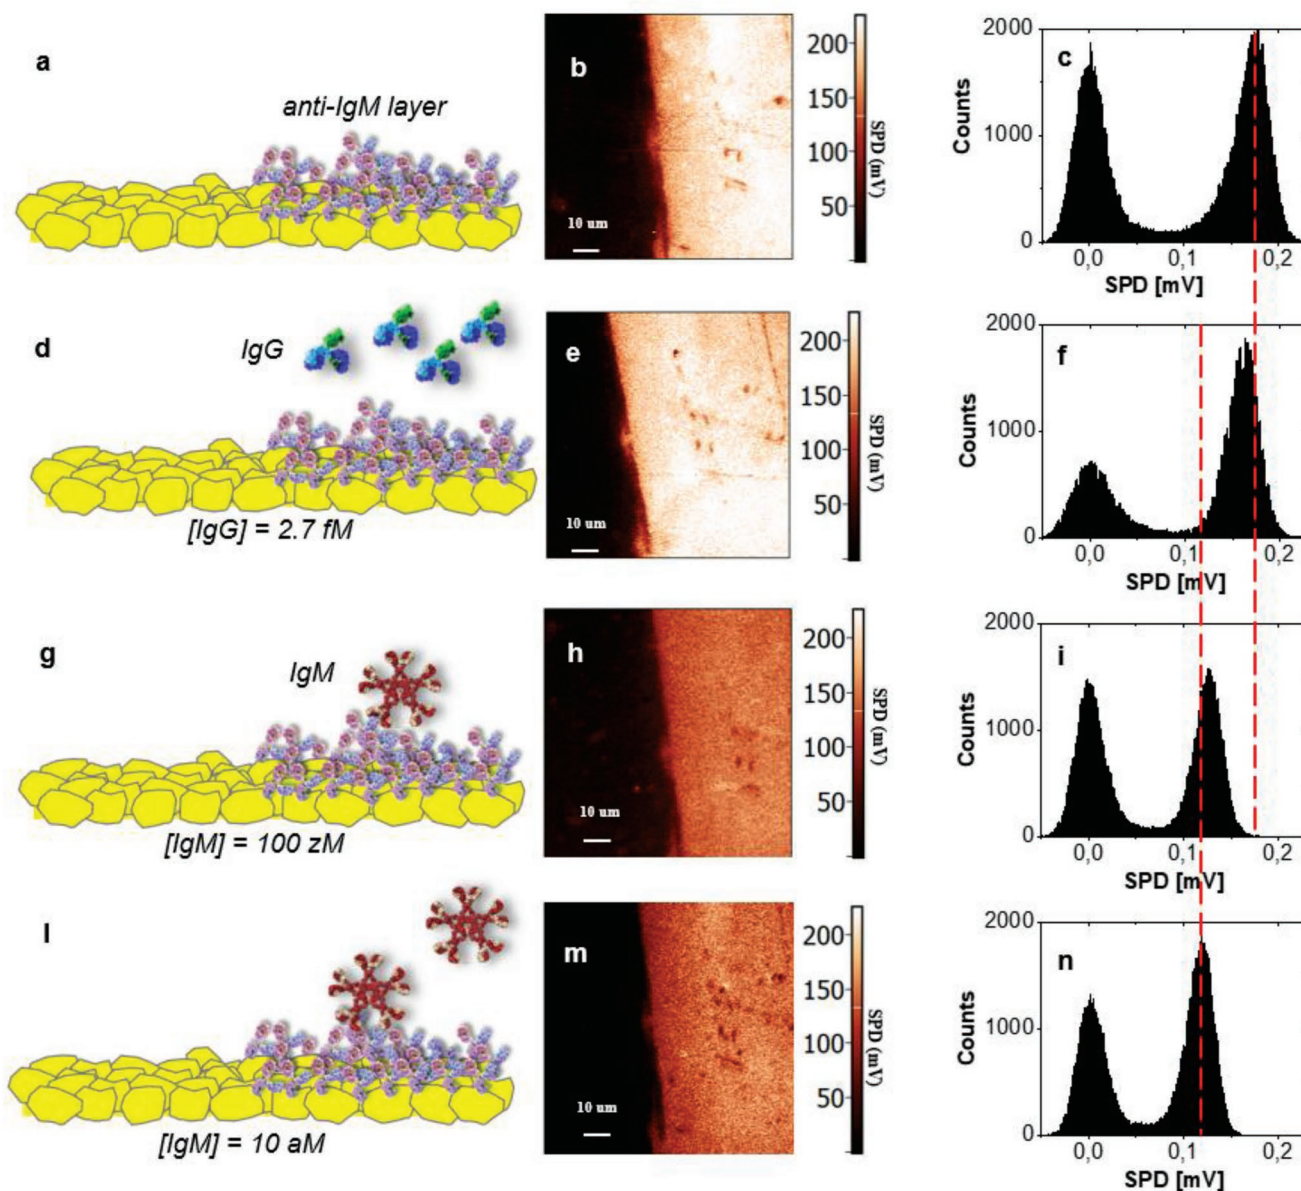 a
anti-IgM layer
b
10 um
200
150
100
50
SPD (mV)
c
2000
1000
0
Counts
0,0
0,1
0,2
SPD [mV]
d
IgG
[IgG] = 2.7 fM
e
10 um
200
150
100
50
SPD (mV)
f
2000
1000
0
Counts
0,0
0,1
0,2
SPD [mV]
g
IgM
[IgM] = 100 zM
h
10 um
200
150
100
50
SPD (mV)
i
2000
1000
0
Counts
0,0
0,1
0,2
SPD [mV]
l
[IgM] = 10 aM
m
10 um
200
150
100
50
SPD (mV)
n
2000
1000
0
Counts
0,0
0,1
0,2
SPD [mV]